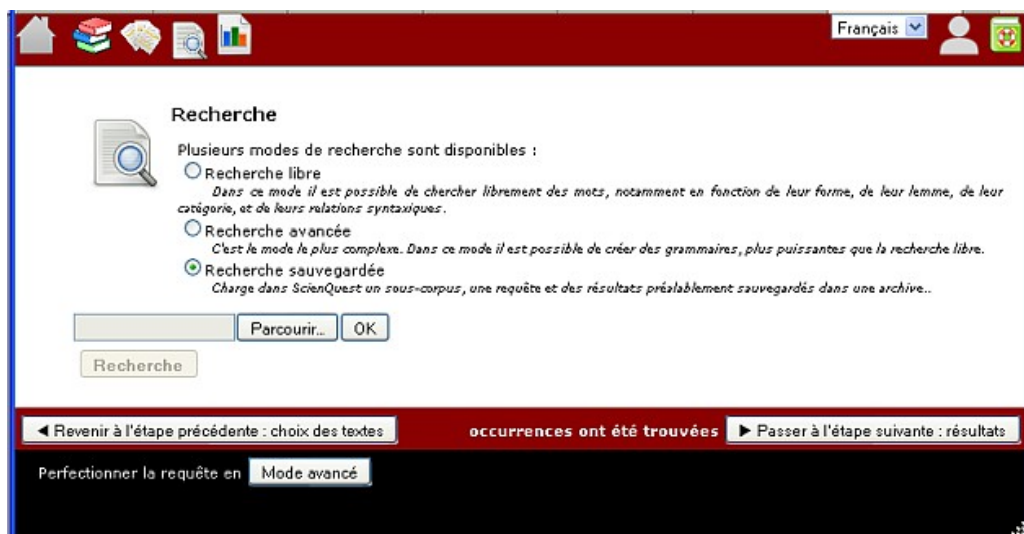 Français
Recherche
Plusieurs modes de recherche sont disponibles :
Recherche libre
Dans ce mode il est possible de chercher librement des mots, notamment en fonction de leur forme, de leur lemme, de leur
catégorie, et de leurs relations syntaxiques.
Recherche avancée
C'est le mode le plus complexe. Dans ce mode il est possible de créer des grammaires, plus puissantes que la recherche libre.
Recherche sauvegardée
Charge dans ScienQuest un sous-corpus, une requête et des résultats préalablement sauvegardés dans une archive..
Parcourir... OK
Recherche
◄ Revenir à l'étape précédente : choix des textes occurrences ont été trouvées ► Passer à l'étape suivante : résultats
Perfectionner la requête en Mode avancé